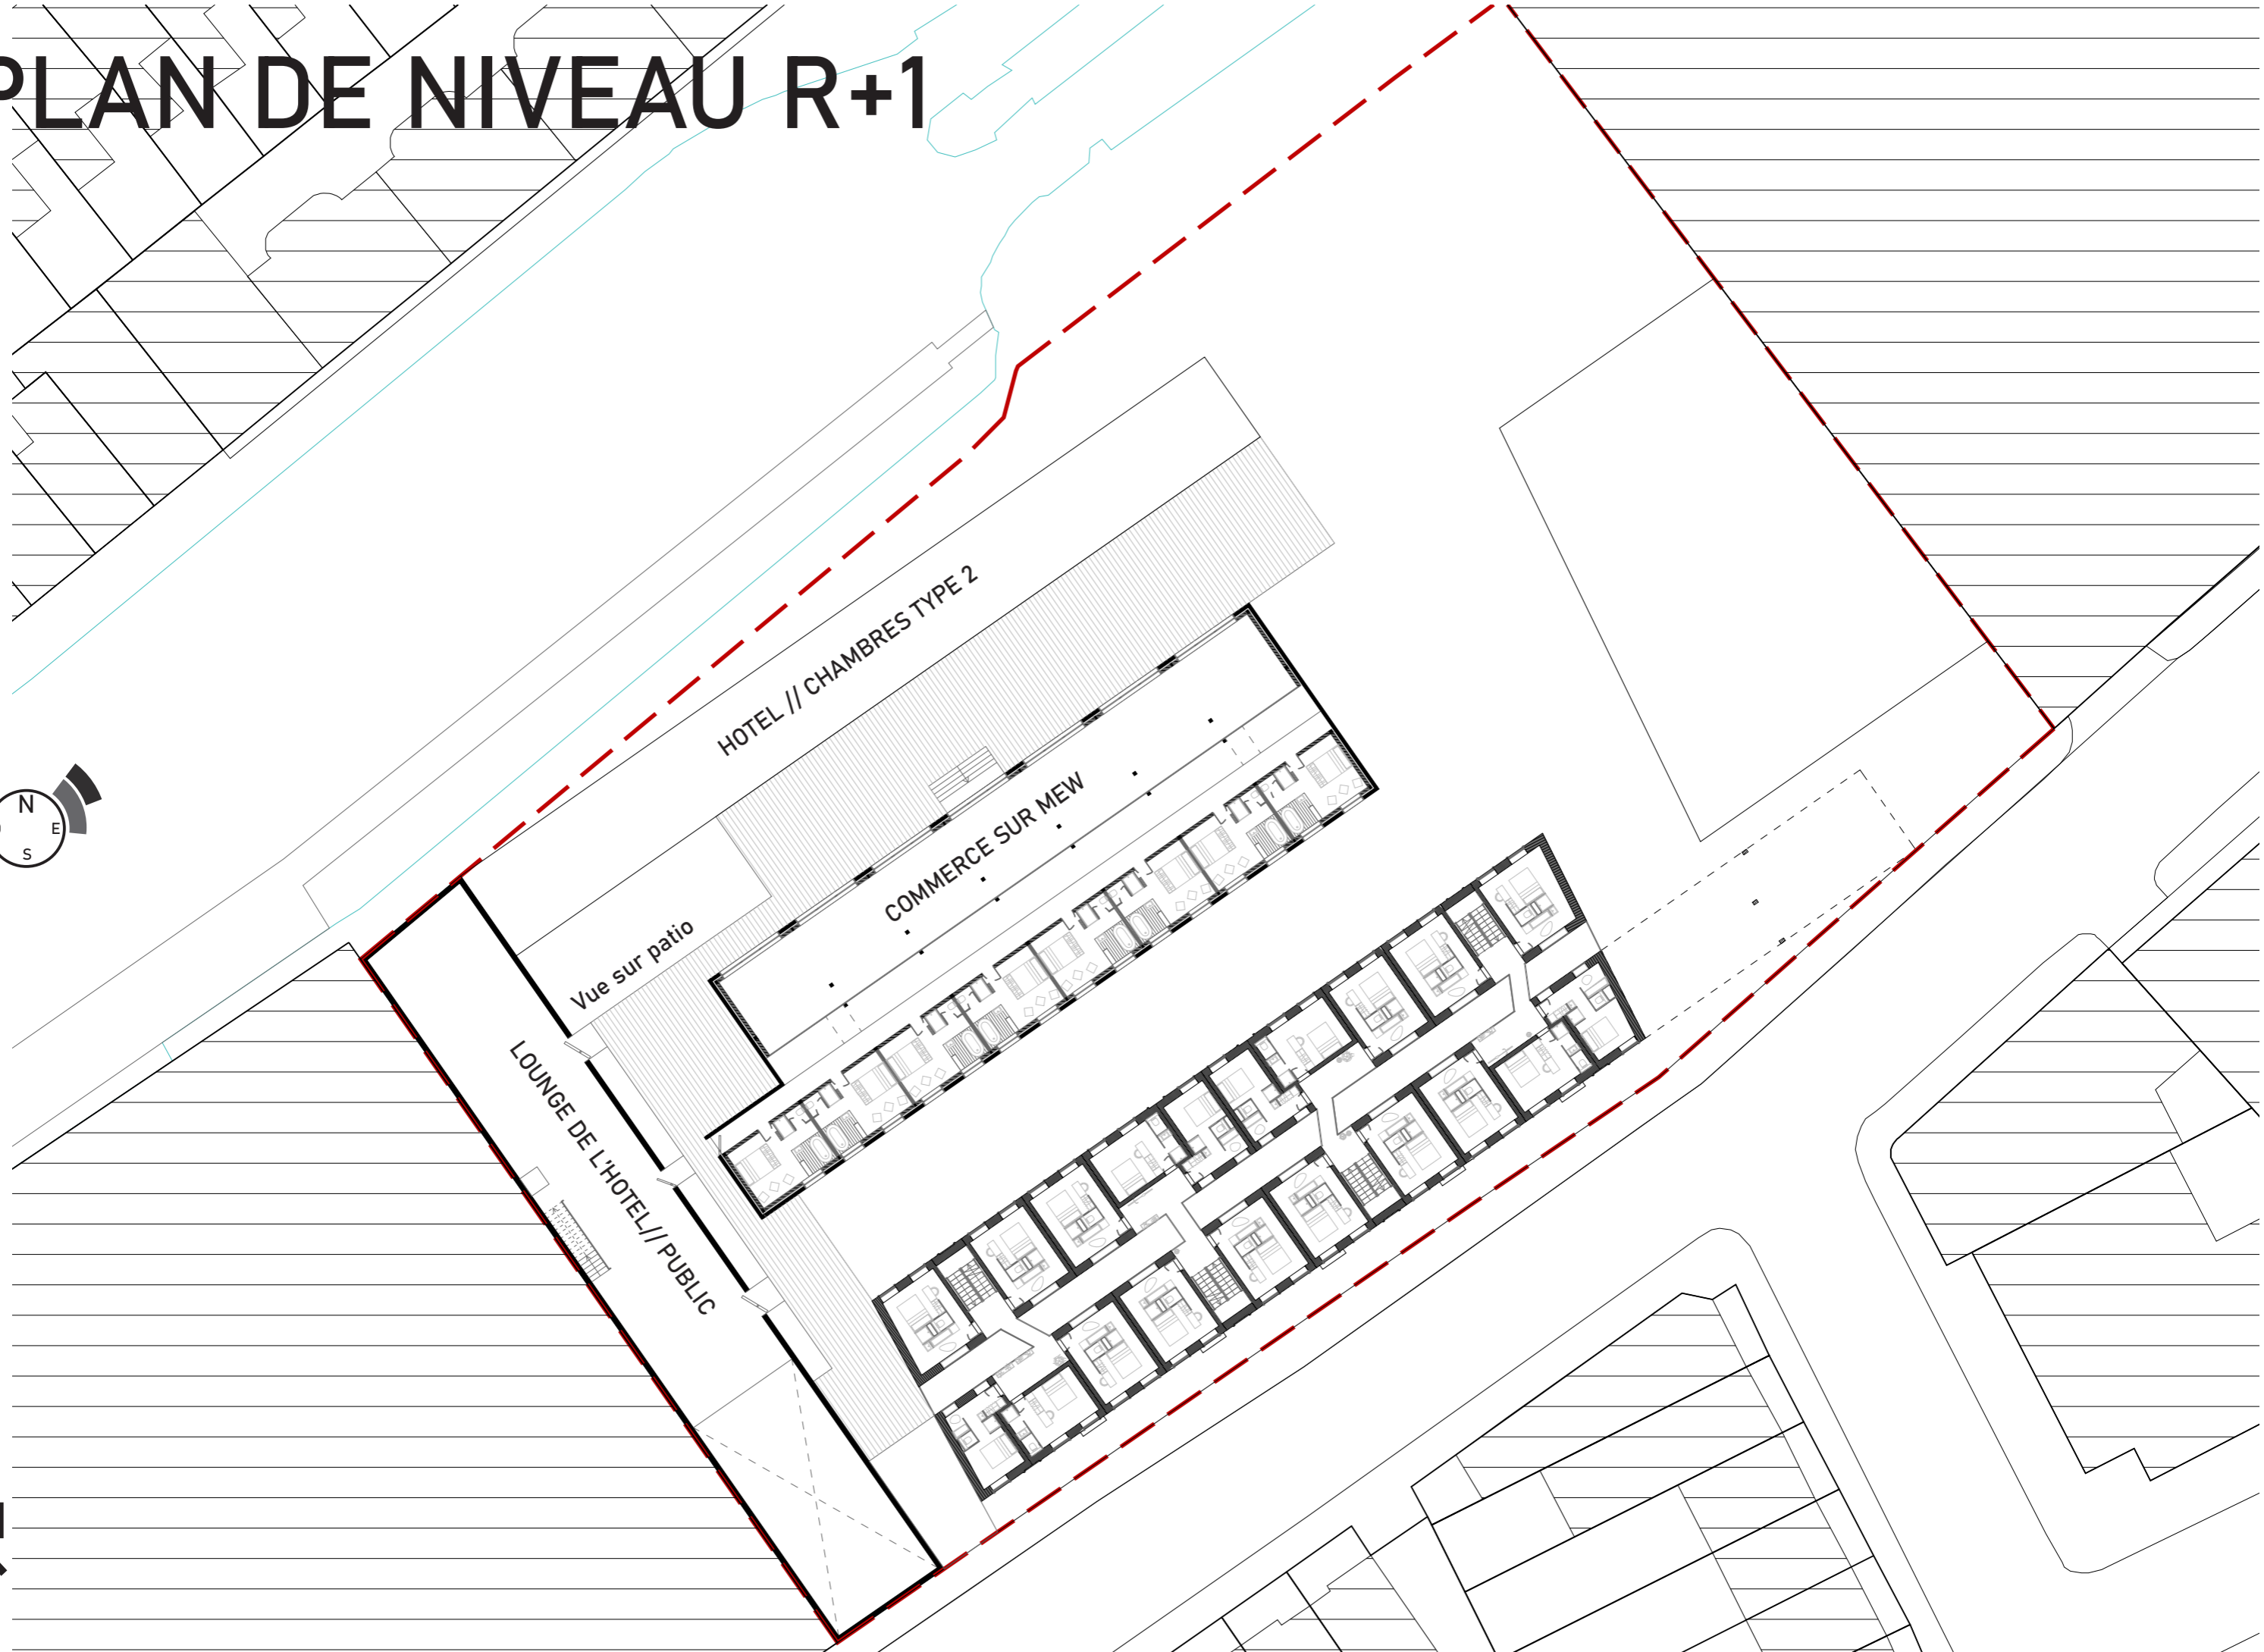 PLAN DE NIVEAU R+1
HOTEL // CHAMBRES TYPE 2
COMMERCE SUR MEW
Vue sur patio
LOUNGE DE L'HOTEL// PUBLIC
N
E
S